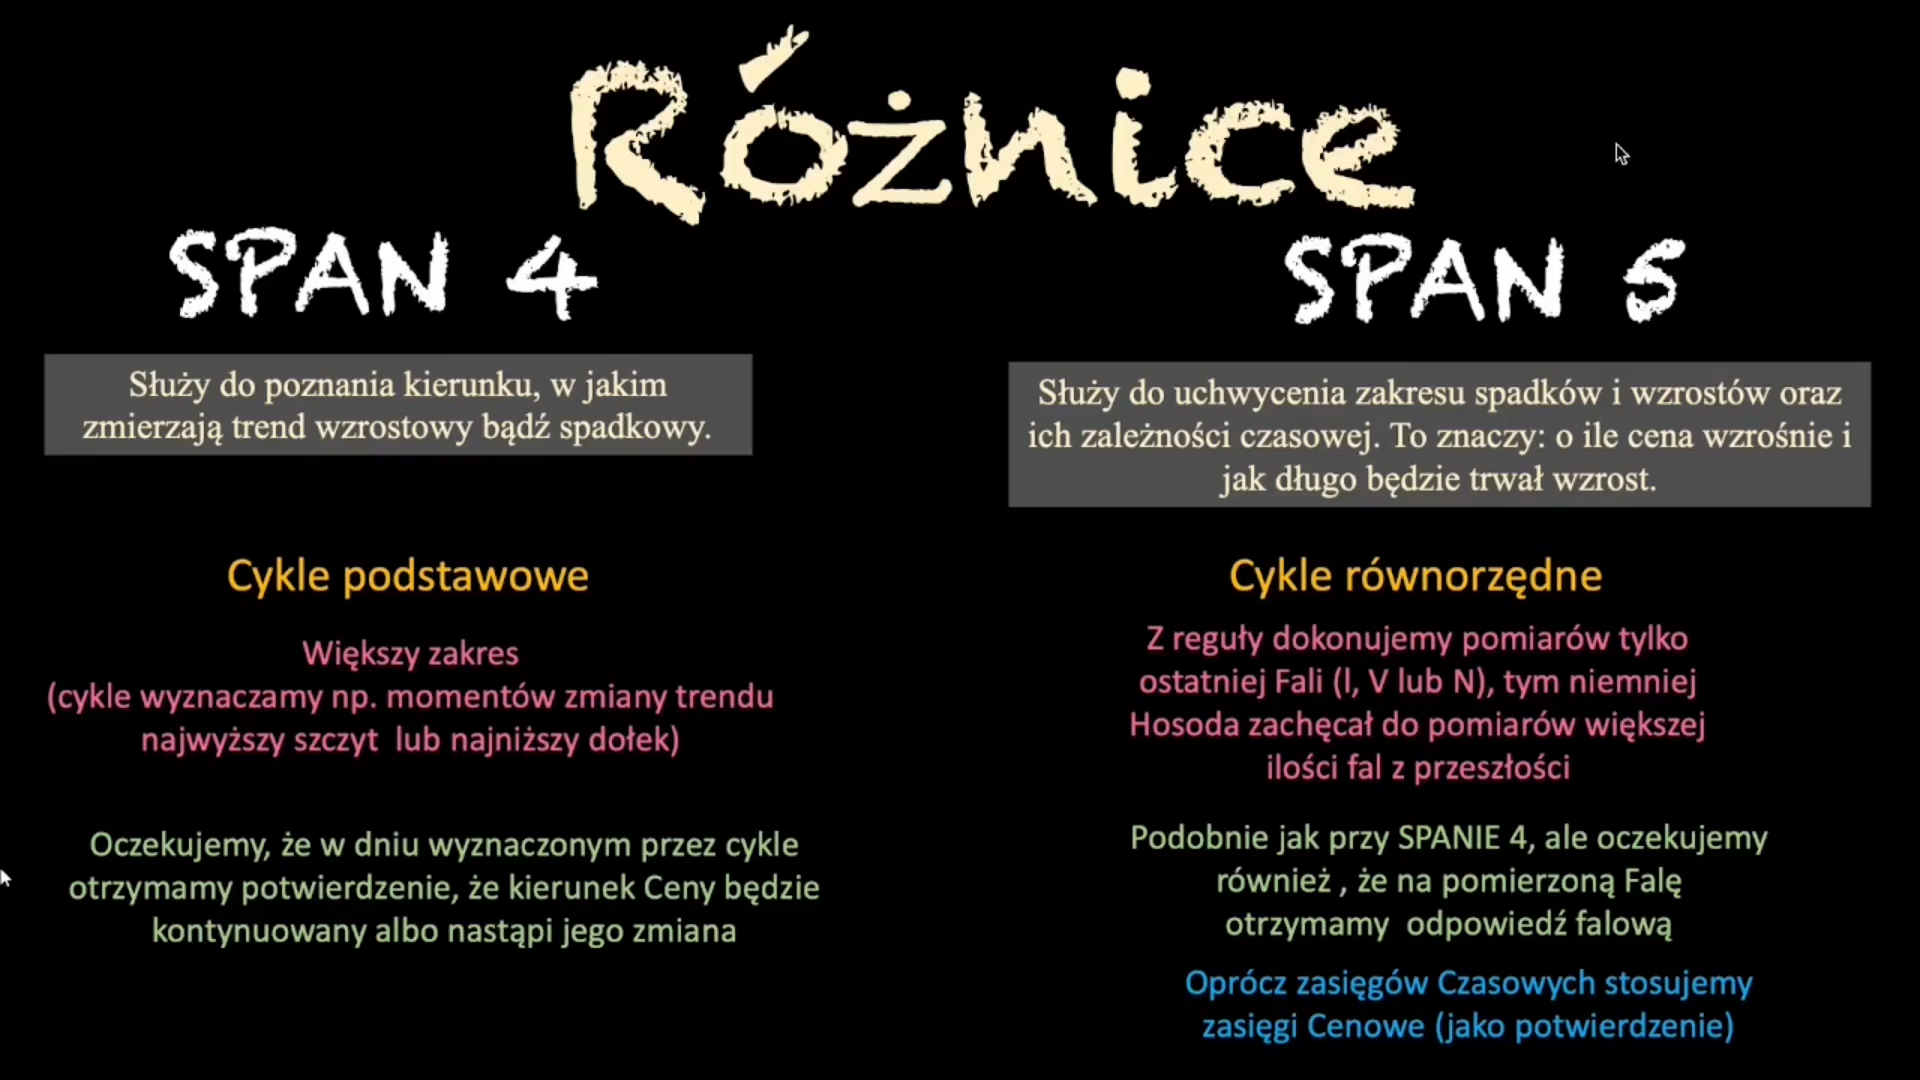 Różnice
SPAN 4
Służy do poznania kierunku, w jakim
zmierzają trend wzrostowy bądź spadkowy.
Cykle podstawowe
Większy zakres
(cykle wyznaczamy np. momentów zmiany trendu
najwyższy szczyt lub najniższy dołek)
Oczekujemy, że w dniu wyznaczonym przez cykle
otrzymamy potwierdzenie, że kierunek Ceny będzie
kontynuowany albo nastąpi jego zmiana
SPAN 5
Służy do uchwycenia zakresu spadków i wzrostów oraz
ich zależności czasowej. To znaczy: o ile cena wzrośnie i
jak długo będzie trwał wzrost.
Cykle równorzędne
Z reguły dokonujemy pomiarów tylko
ostatniej Fali (l, V lub N), tym niemniej
Hosoda zachęcał do pomiarów większej
ilości fal z przeszłości
Podobnie jak przy SPANIE 4, ale oczekujemy
również , że na pomierzoną Falę
otrzymamy odpowiedź falową
Oprócz zasięgów Czasowych stosujemy
zasięgi Cenowe (jako potwierdzenie)